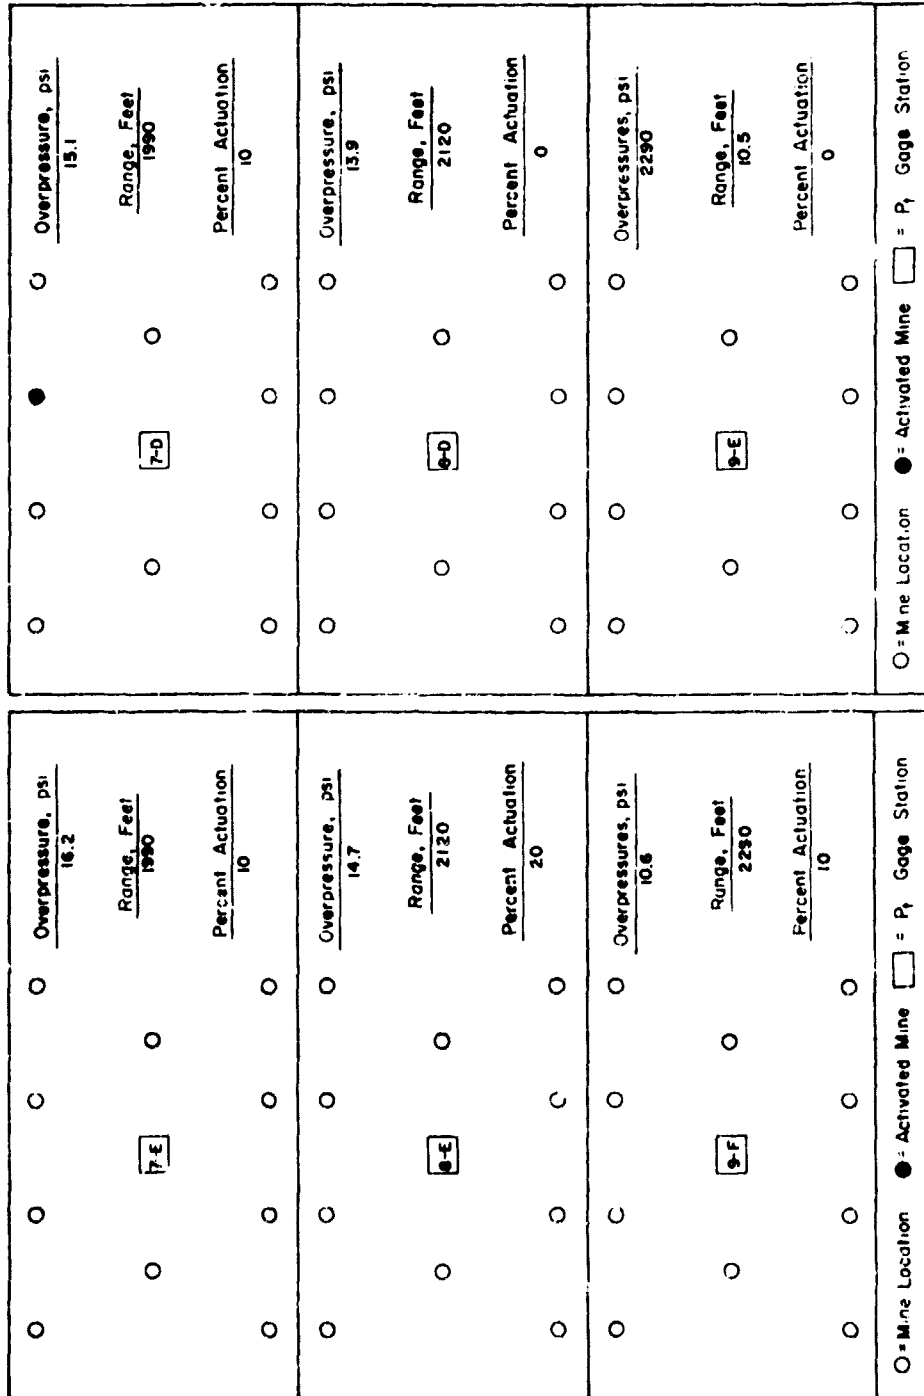 7-E
Overpressure, psi
16.2
Range, Feet
1990
Percent Actuation
10
8-E
Overpressure, psi
14.7
Range, Feet
2120
Percent Actuation
20
9-F
Overpressures, psi
10.6
Range, Feet
2290
Percent Actuation
10
O = Mine Location ● = Activated Mine □ = Pt Gage Station
7-D
Overpressure, psi
15.1
Range, Feet
1990
Percent Actuation
10
8-D
Overpressure, psi
13.9
Range, Feet
2120
Percent Actuation
0
9-E
Overpressures, psi
2290
Range, Feet
10.5
Percent Actuation
0
O = Mine Location ● = Activated Mine □ = Pt Gage Station